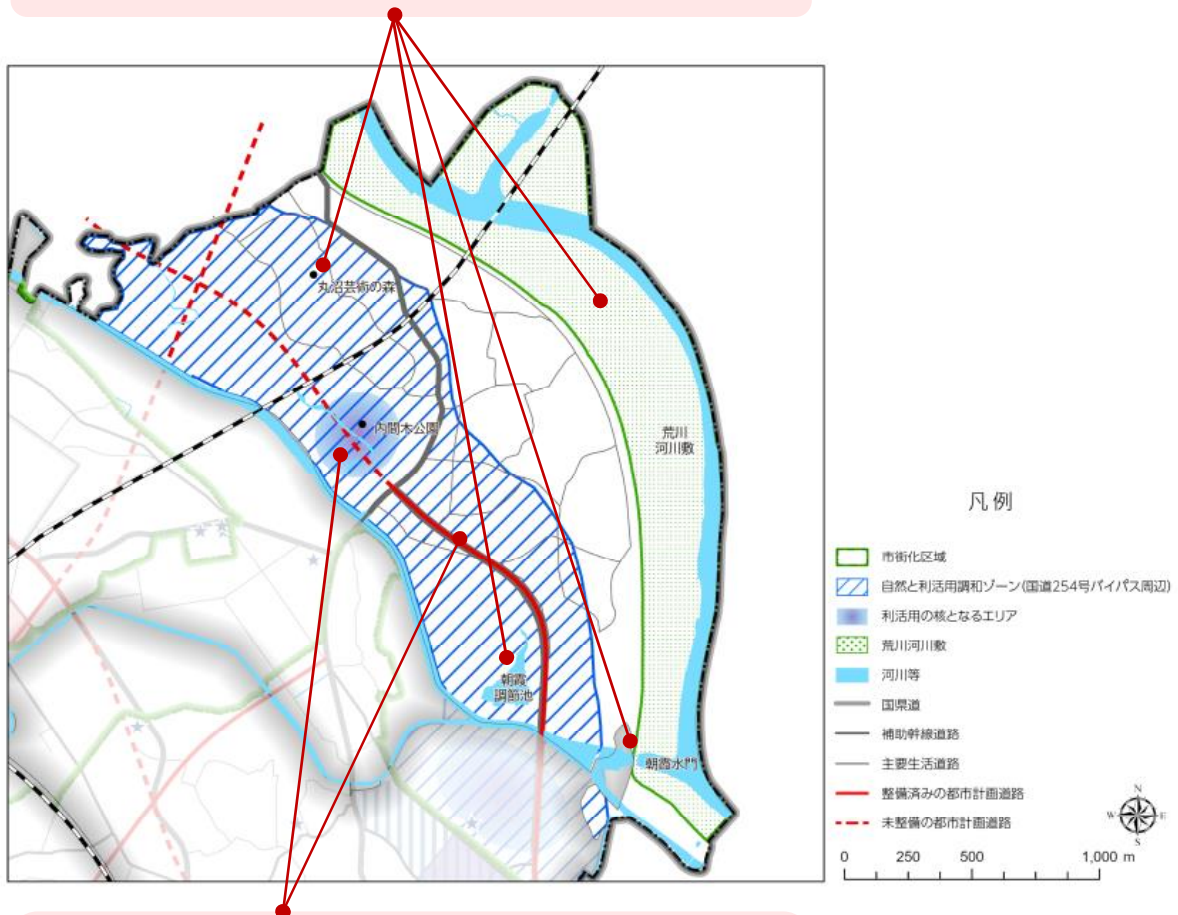 丸沼芸術の森
内間木公園
荒川
河川敷
朝霞
調節池
朝霞水門
凡例
市街化区域
自然と利活用調和ゾーン(国道254号バイパス周辺)
利活用の核となるエリア
荒川河川敷
河川等
国県道
補助幹線道路
主要生活道路
整備済みの都市計画道路
未整備の都市計画道路
N
W E
S
0 250 500 1,000 m